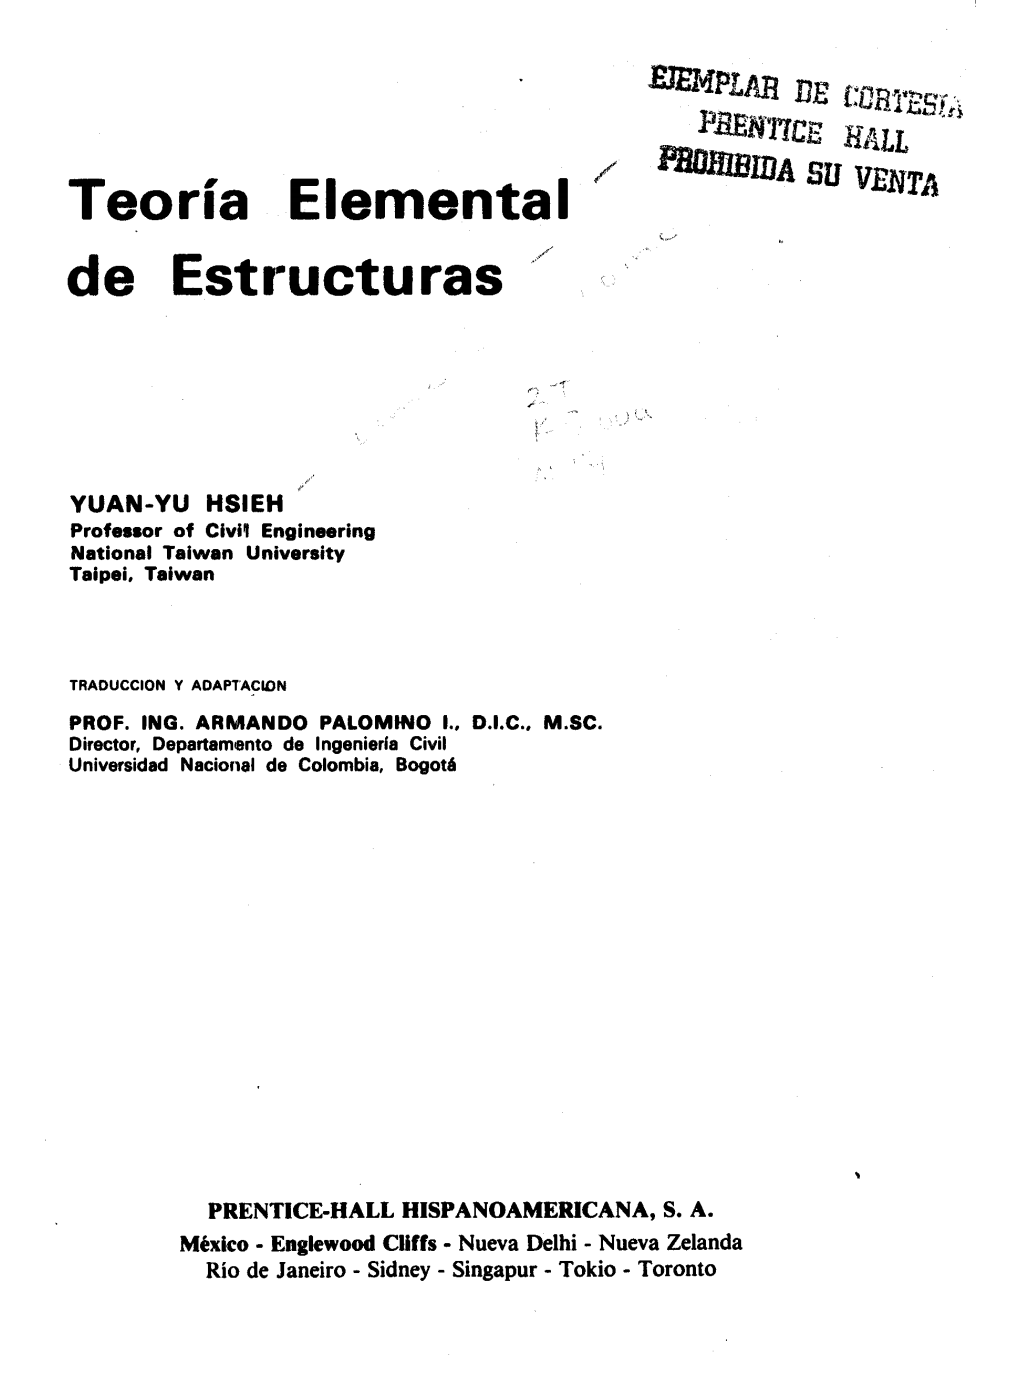 EJEMPLAR DE CORTESÍA
PRENTICE HALL
PROHIBIDA SU VENTA
Teoría Elemental
de Estructuras
YUAN-YU HSIEH
Professor of Civil Engineering
National Taiwan University
Taipei, Taiwan
TRADUCCION Y ADAPTACION
PROF. ING. ARMANDO PALOMINO I., D.I.C., M.SC.
Director, Departamento de Ingeniería Civil
Universidad Nacional de Colombia, Bogotá
PRENTICE-HALL HISPANOAMERICANA, S. A.
México - Englewood Cliffs - Nueva Delhi - Nueva Zelanda
Río de Janeiro - Sidney - Singapur - Tokio - Toronto